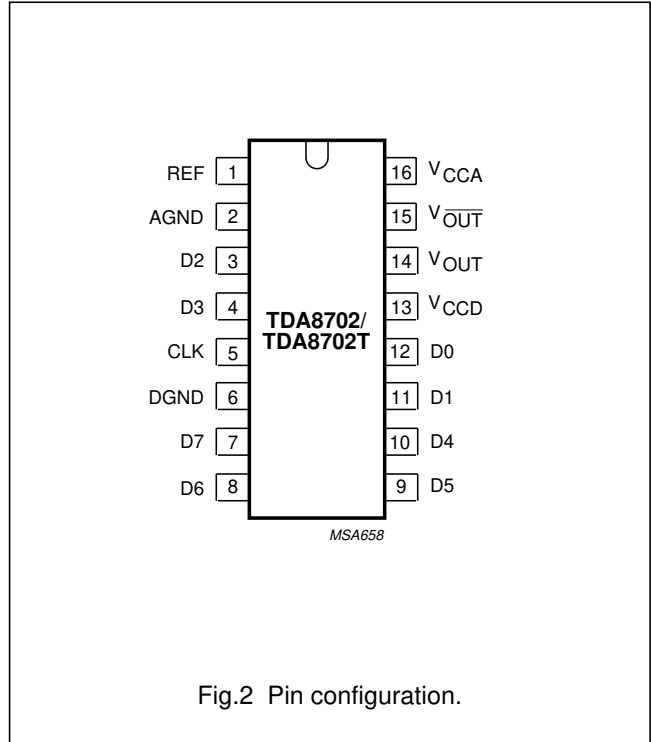 REF 1 16 VCCA
AGND 2 15 VO̅U̅T̅
D2 3 14 VOUT
D3 4 13 VCCD
TDA8702/
TDA8702T
CLK 5 12 D0
DGND 6 11 D1
D7 7 10 D4
D6 8 9 D5
MSA658
Fig.2 Pin configuration.